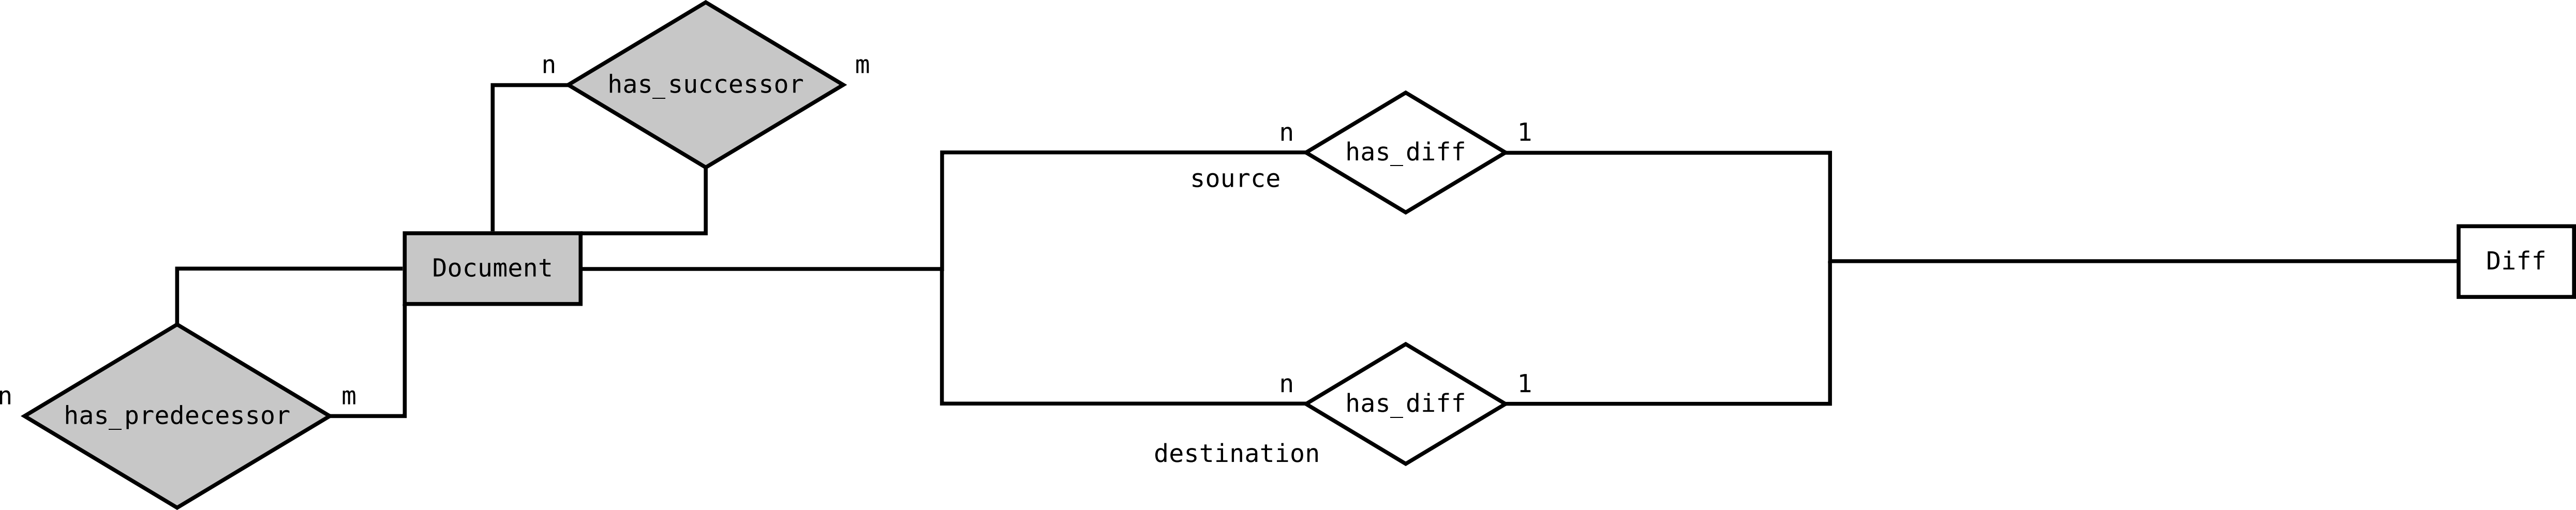 n
has_successor
m
n
has_diff
1
source
Document
Diff
n
has_predecessor
m
n
has_diff
1
destination